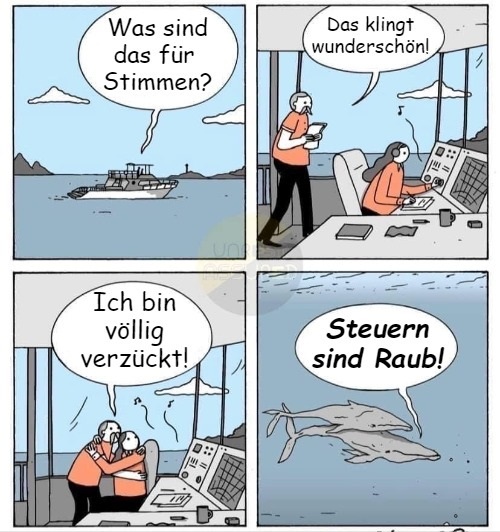 Was sind
das für
Stimmen?
Das klingt
wunderschön!
Ich bin
völlig
verzückt!
Steuern
sind Raub!